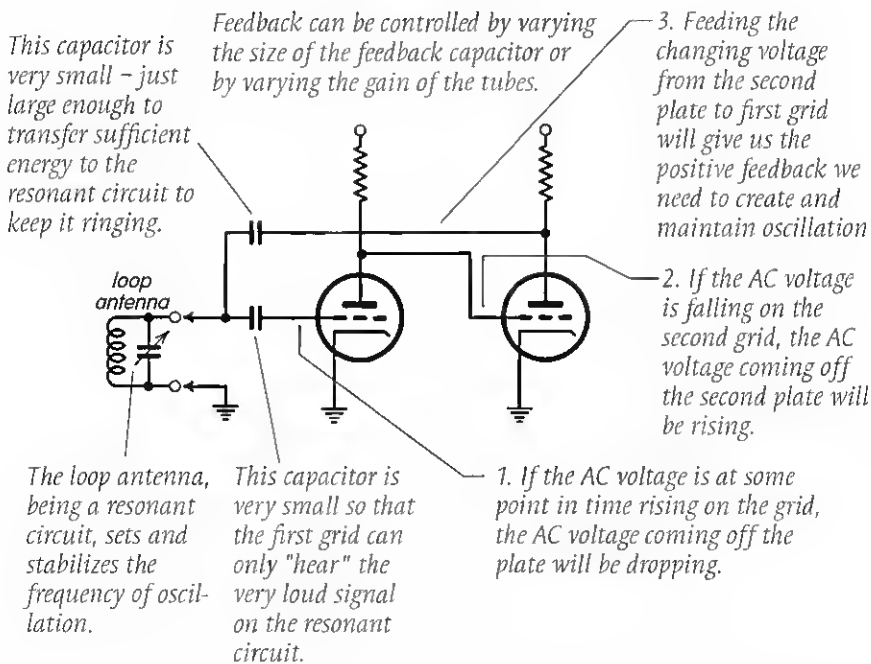 This capacitor is
very small – just
large enough to
transfer sufficient
energy to the
resonant circuit to
keep it ringing.
Feedback can be controlled by varying
the size of the feedback capacitor or
by varying the gain of the tubes.
3. Feeding the
changing voltage
from the second
plate to first grid
will give us the
positive feedback we
need to create and
maintain oscillation
loop
antenna
2. If the AC voltage
is falling on the
second grid, the AC
voltage coming off
the second plate will
be rising.
The loop antenna,
being a resonant
circuit, sets and
stabilizes the
frequency of oscil-
lation.
This capacitor is
very small so that
the first grid can
only "hear" the
very loud signal
on the resonant
circuit.
1. If the AC voltage is at some
point in time rising on the grid,
the AC voltage coming off the
plate will be dropping.